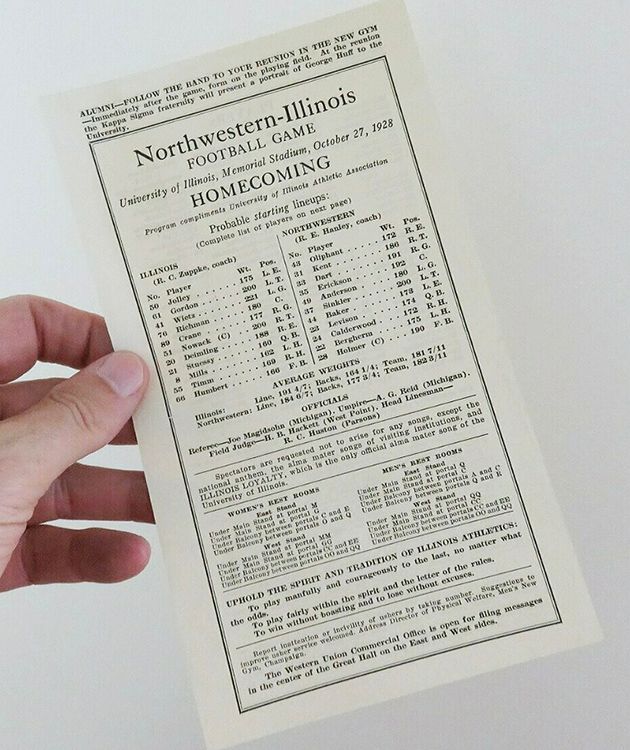 ALUMNI—FOLLOW THE BAND TO YOUR REUNION IN THE NEW GYM
—Immediately after the game, form on the playing field. At the reunion
the Kappa Sigma fraternity will present a portrait of George Huff to the
University.
Northwestern-Illinois
FOOTBALL GAME
University of Illinois, Memorial Stadium, October 27, 1928
HOMECOMING
Program compliments University of Illinois Athletic Association
Probable starting lineups:
(Complete list of players on next page)
ILLINOIS
(R. C. Zuppke, coach)
No. Player Wt. Pos.
50 Jolley 175 L. E.
61 Gordon 200 L. T.
41 Wietz 221 L. G.
76 Richman 180 C.
89 Crane 177 R. G.
51 Nowack (C) 200 R. T.
20 Deimling 188 R. E.
21 Stuessy 160 Q. B.
8 Mills 162 L. H.
55 Timm 169 R. H.
66 Humbert 166 F. B.
NORTHWESTERN
(R. E. Hanley, coach)
No. Player Wt. Pos.
43 Oliphant 172 R. E.
31 Kent 186 R. T.
33 Dart 191 R. G.
35 Erickson 192 C.
49 Anderson 180 L. G.
37 Sinkler 200 L. T.
44 Baker 174 L. E.
23 Levison 173 Q. B.
24 Calderwood 172 R. H.
22 Bergherm 175 L. H.
28 Holmer (C) 190 F. B.
AVERAGE WEIGHTS
Illinois: Line, 191 4/7; Backs, 164 1/4; Team, 181 7/11
Northwestern: Line, 184 6/7; Backs, 177 3/4; Team, 182 3/11
OFFICIALS
Referee—Joe Magidsohn (Michigan). Umpire—A. G. Reid (Michigan).
Field Judge—H. B. Hackett (West Point). Head Linesman—
R. C. Huston (Parsons)
Spectators are requested not to arise for any songs, except the
national anthem, the alma mater songs of visiting institutions, and
ILLINOIS LOYALTY, which is the only official alma mater song of the
University of Illinois.
WOMEN'S REST ROOMS
East Stand
Under Main Stand at portal M
Under Main Stand at portal G
Under Balcony between portals C and E
Under Balcony between portals O and Q
West Stand
Under Main Stand at portal MM
Under Main Stand at portal GG
Under Balcony between portals CC and EE
Under Balcony between portals OO and QQ
MEN'S REST ROOMS
East Stand
Under Main Stand at portal Q
Under Main Stand at portal C
Under Balcony between portals A and C
Under Balcony between portals Q and R
West Stand
Under Main Stand at portal QQ
Under Main Stand at portal CC
Under Balcony between portals CC and EE
Under Balcony between portals OO and QQ
UPHOLD THE SPIRIT AND TRADITION OF ILLINOIS ATHLETICS:
To play manfully and courageously to the last, no matter what
the odds.
To play fairly within the spirit and the letter of the rules.
To win without boasting and to lose without excuses.
Report inattention or incivility of ushers by taking number. Suggestions to
improve usher service welcomed. Address Director of Physical Welfare, Men's New
Gym, Champaign.
The Western Union Commercial Office is open for filing messages
in the center of the Great Hall on the East and West sides.